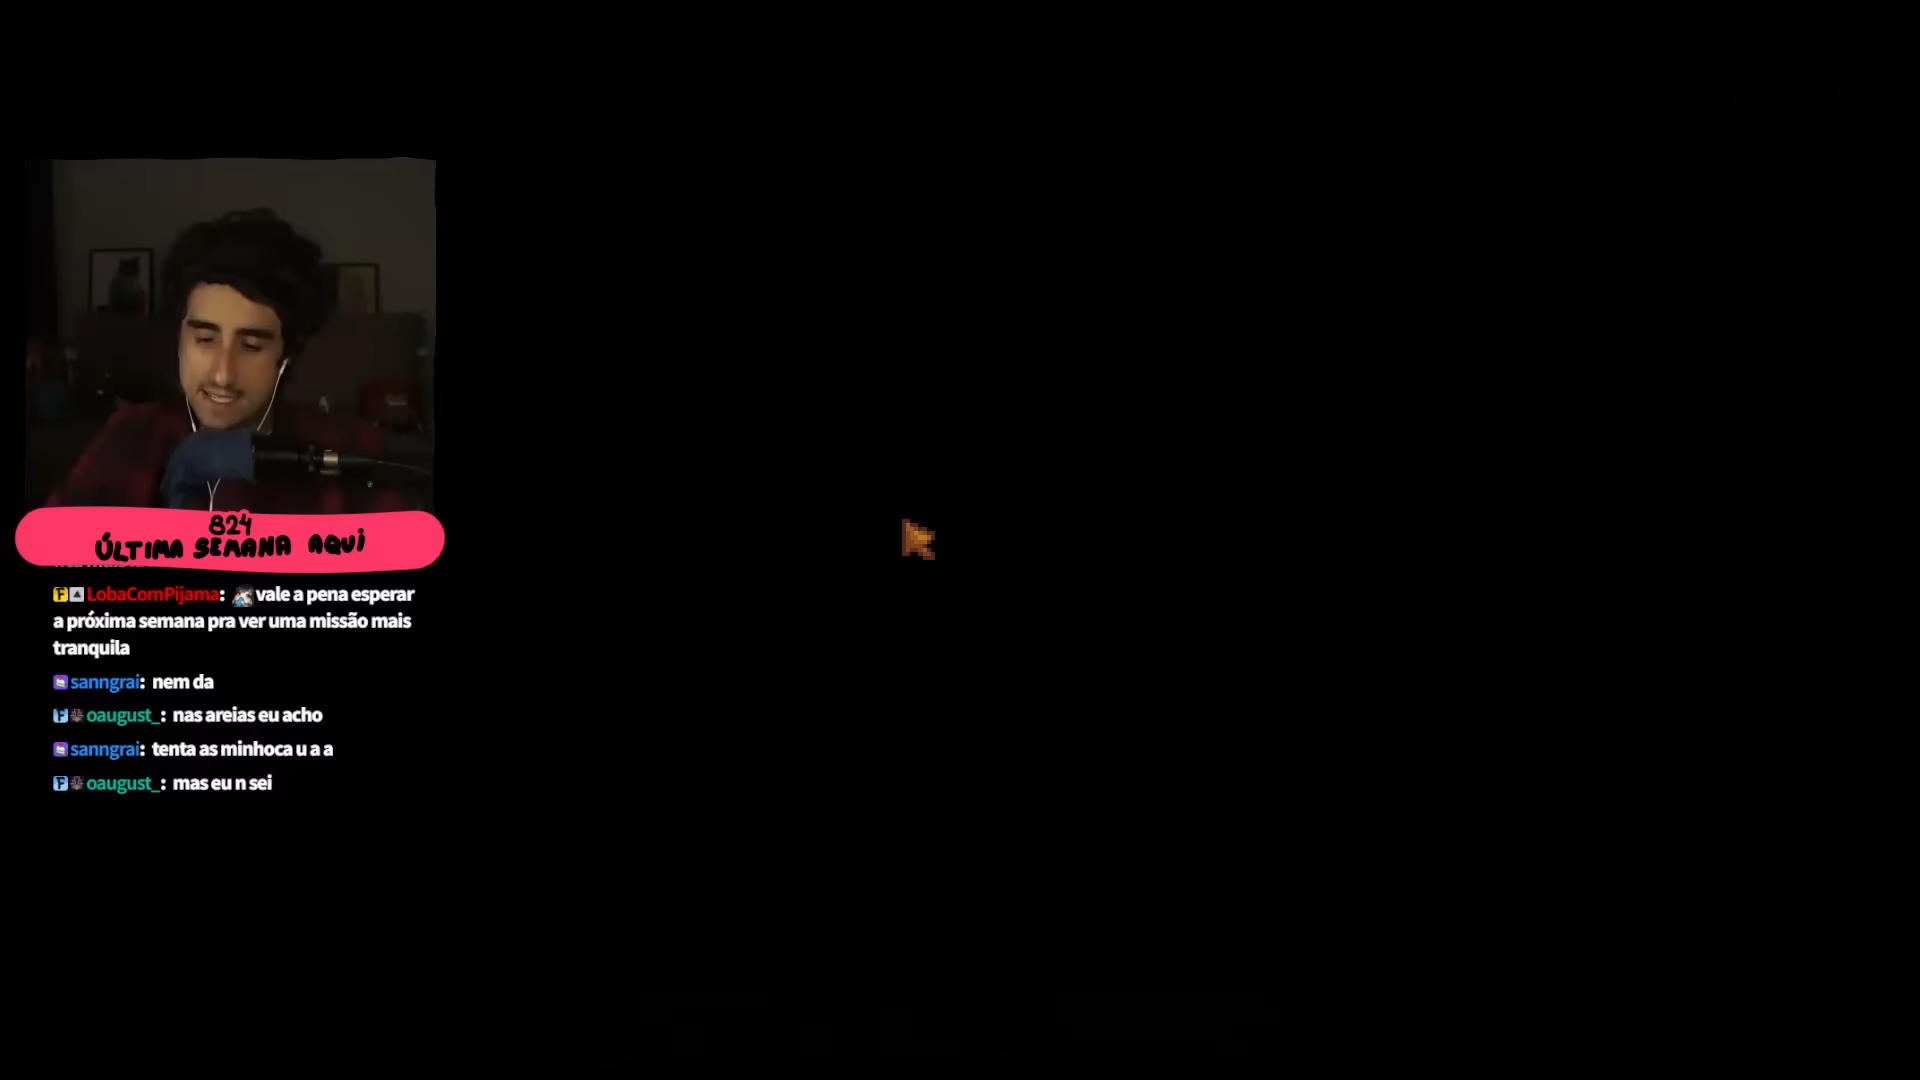 824
ÚLTIMA SEMANA AQUI
F LobaComPijama: vale a pena esperar
a próxima semana pra ver uma missão mais
tranquila
sanngrai: nem da
F oaugust_: nas areias eu acho
sanngrai: tenta as minhoca u a a
F oaugust_: mas eu n sei